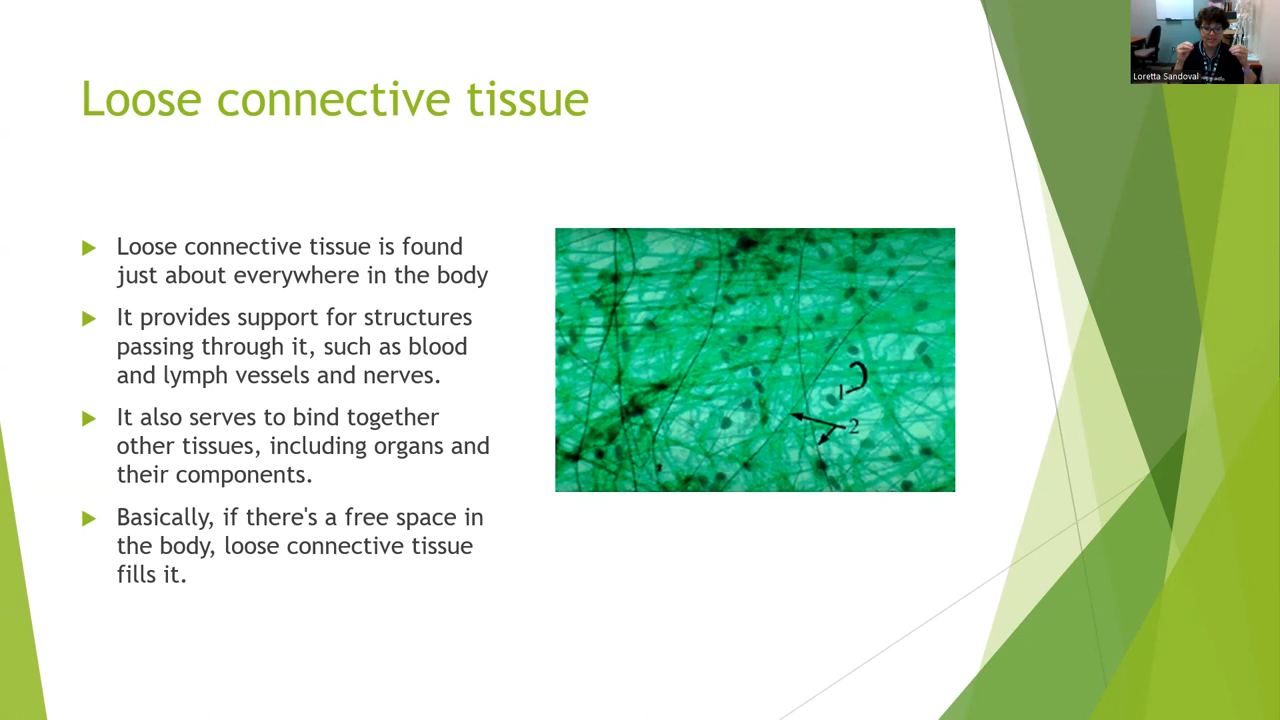 Loretta Sandoval
Loose connective tissue
Loose connective tissue is found
just about everywhere in the body
It provides support for structures
passing through it, such as blood
and lymph vessels and nerves.
It also serves to bind together
other tissues, including organs and
their components.
Basically, if there's a free space in
the body, loose connective tissue
fills it.
1
2